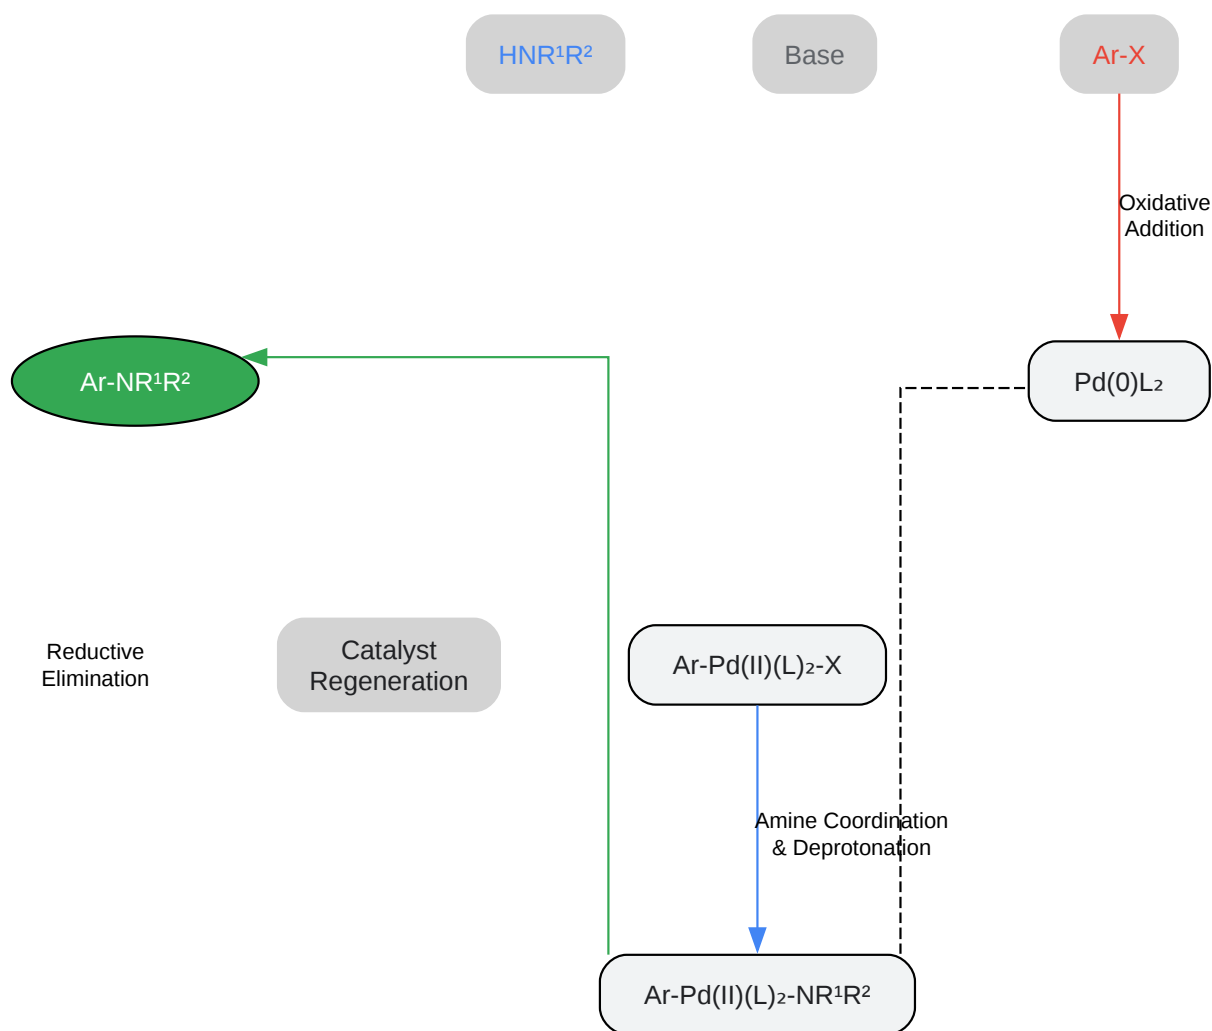 HNR¹R²
Base
Ar-X
Oxidative
Addition
Ar-NR¹R²
Pd(0)L₂
Reductive
Elimination
Catalyst
Regeneration
Ar-Pd(II)(L)₂-X
Amine Coordination
& Deprotonation
Ar-Pd(II)(L)₂-NR¹R²